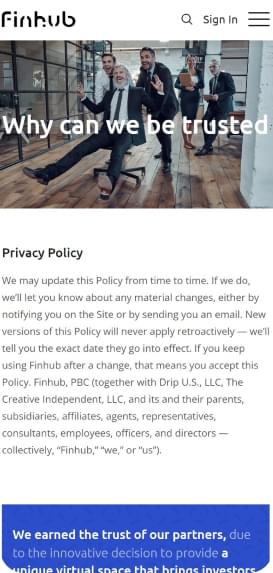 Finhub
Sign In
Why can we be trusted
Privacy Policy
We may update this Policy from time to time. If we do,
we'll let you know about any material changes, either by
notifying you on the Site or by sending you an email. New
versions of this Policy will never apply retroactively — we'll
tell you the exact date they go into effect. If you keep
using Finhub after a change, that means you accept this
Policy. Finhub, PBC (together with Drip U.S., LLC, The
Creative Independent, LLC, and its and their parents,
subsidiaries, affiliates, agents, representatives,
consultants, employees, officers, and directors —
collectively, “Finhub,” “we,” or “us”).
We earned the trust of our partners, due
to the innovative decision to provide a
unique virtual space that brings investors